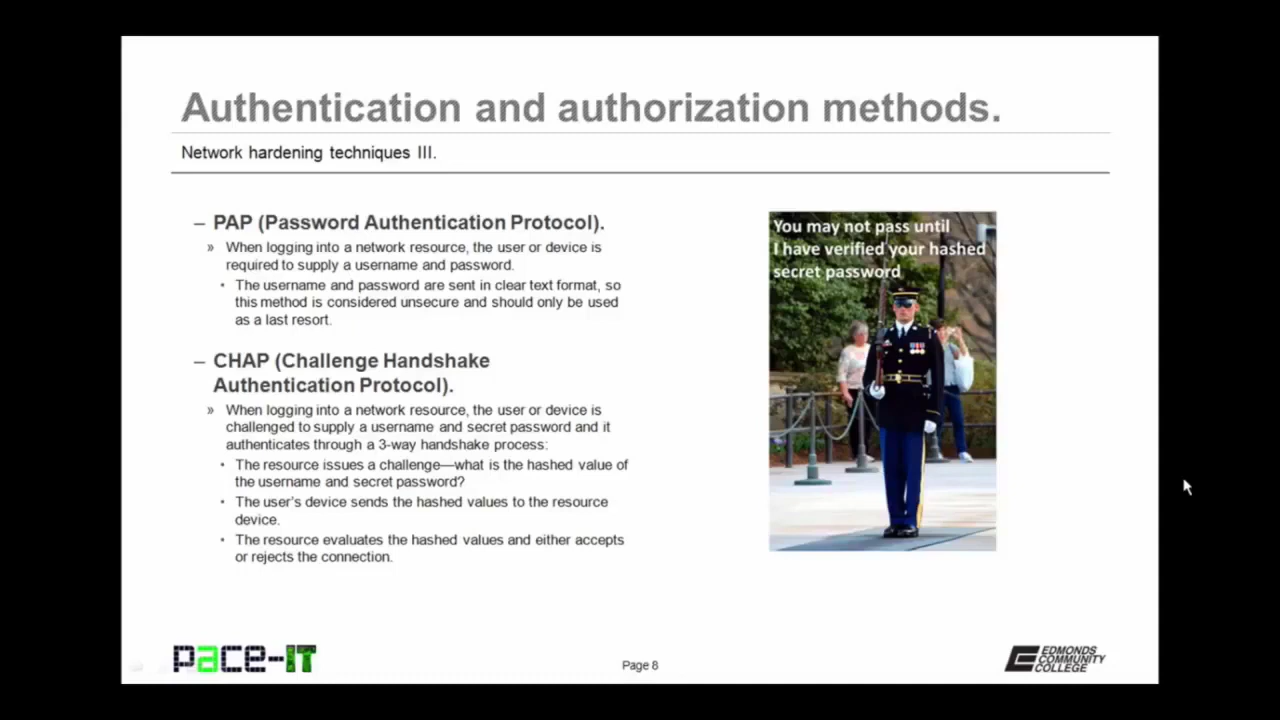 Authentication and authorization methods.
Network hardening techniques III.
– PAP (Password Authentication Protocol).
» When logging into a network resource, the user or device is
required to supply a username and password.
• The username and password are sent in clear text format, so
this method is considered unsecure and should only be used
as a last resort.
– CHAP (Challenge Handshake
Authentication Protocol).
» When logging into a network resource, the user or device is
challenged to supply a username and secret password and it
authenticates through a 3-way handshake process:
• The resource issues a challenge—what is the hashed value of
the username and secret password?
• The user's device sends the hashed values to the resource
device.
• The resource evaluates the hashed values and either accepts
or rejects the connection.
You may not pass until
I have verified your hashed
secret password
pace-IT
Page 8
EDMONDS
COMMUNITY
COLLEGE